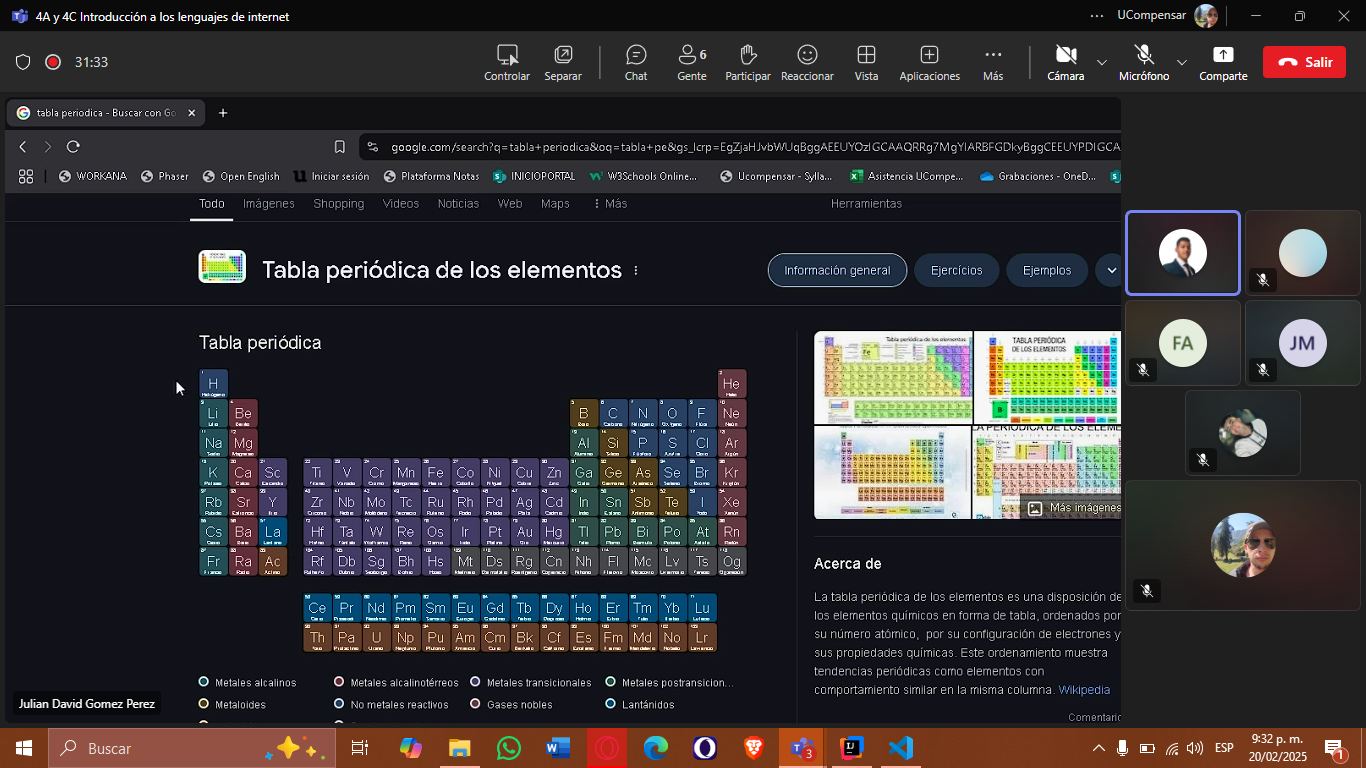 4A y 4C Introducción a los lenguajes de internet
UCompensar
31:33
Controlar Separar Chat Gente 6 Participar Reaccionar Vista Aplicaciones Más Cámara Micrófono Comparte Salir
tabla periodica - Buscar con Go
google.com/search?q=tabla+periodica&oq=tabla+pe&gs_lcrp=
WORKANA Phaser Open English Iniciar sesión Plataforma Notas INICIOPORTAL W3Schools Online... Ucompensar - Sylla... Asistencia UCompe... Grabaciones - OneD...
Todo Imágenes Shopping Videos Noticias Web Maps Más Herramientas
Tabla periódica de los elementos
Información general Ejercícios Ejemplos
Tabla periódica
H He
Li Be B C N O F Ne
Na Mg Al Si P S Cl Ar
K Ca Sc Ti V Cr Mn Fe Co Ni Cu Zn Ga Ge As Se Br Kr
Rb Sr Y Zr Nb Mo Tc Ru Rh Pd Ag Cd In Sn Sb Te I Xe
Cs Ba La Hf Ta W Re Os Ir Pt Au Hg Tl Pb Bi Po At Rn
Fr Ra Ac Rf Db Sg Bh Hs Mt Ds Rg Cn Nh Fl Mc Lv Ts Og
Ce Pr Nd Pm Sm Eu Gd Tb Dy Ho Er Tm Yb Lu
Th Pa U Np Pu Am Cm Bk Cf Es Fm Md No Lr
Metales alcalinos Metales alcalinotérreos Metales transicionales Metales postransicion...
Metaloides No metales reactivos Gases nobles Lantánidos
Tabla periódica de los elementos
TABLA PERIÓDICA
DE LOS ELEMENTOS
Más imágenes
Acerca de
La tabla periódica de los elementos es una disposición de
los elementos químicos en forma de tabla, ordenados por
su número atómico, por su configuración de electrones y
sus propiedades químicas. Este ordenamiento muestra
tendencias periódicas como elementos con
comportamiento similar en la misma columna. Wikipedia
Comentario
FA
JM
Julian David Gomez Perez
Buscar
3
ESP
9:32 p. m.
20/02/2025
1